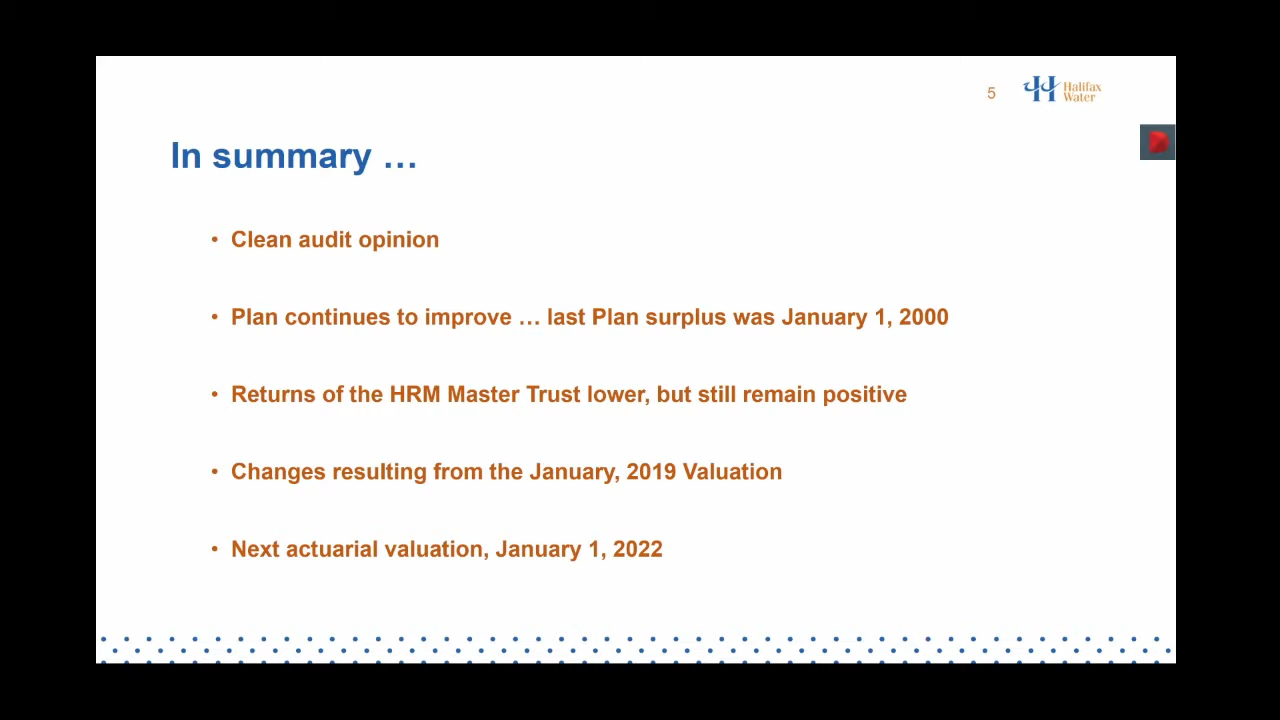 5
Halifax
Water
In summary …
• Clean audit opinion
• Plan continues to improve … last Plan surplus was January 1, 2000
• Returns of the HRM Master Trust lower, but still remain positive
• Changes resulting from the January, 2019 Valuation
• Next actuarial valuation, January 1, 2022